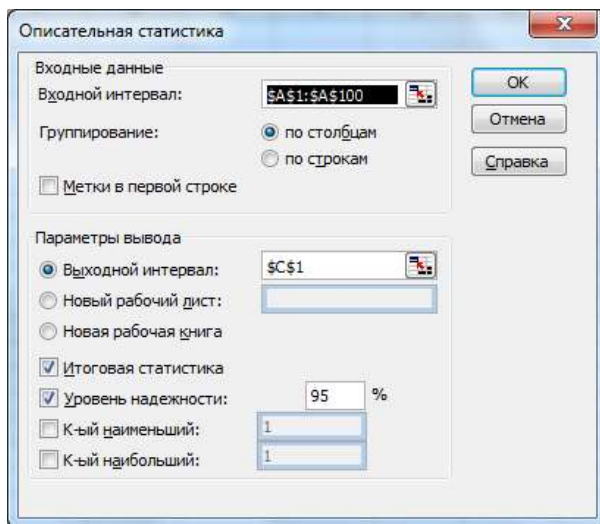 Описательная статистика
Входные данные
Входной интервал: $A$1:$A$100
Группирование: по столбцам
по строкам
Метки в первой строке
OK
Отмена
Справка
Параметры вывода
Выходной интервал: $C$1
Новый рабочий лист:
Новая рабочая книга
Итоговая статистика
Уровень надежности: 95 %
К-ый наименьший: 1
К-ый наибольший: 1